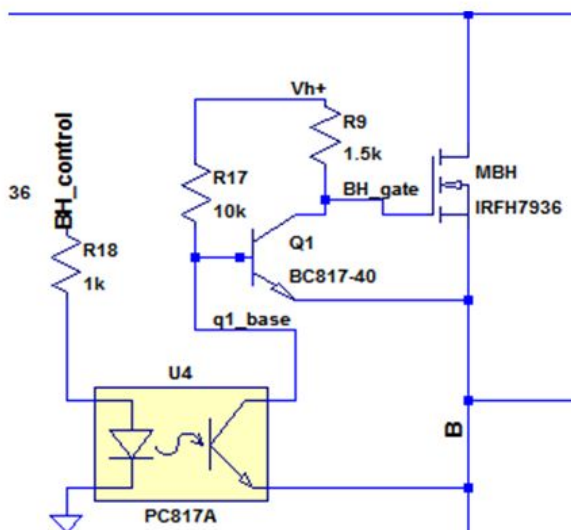 Vh+
R9
1.5k
BH_control
36
R17
10k
BH_gate
MBH
IRFH7936
R18
1k
Q1
BC817-40
q1_base
U4
B
PC817A